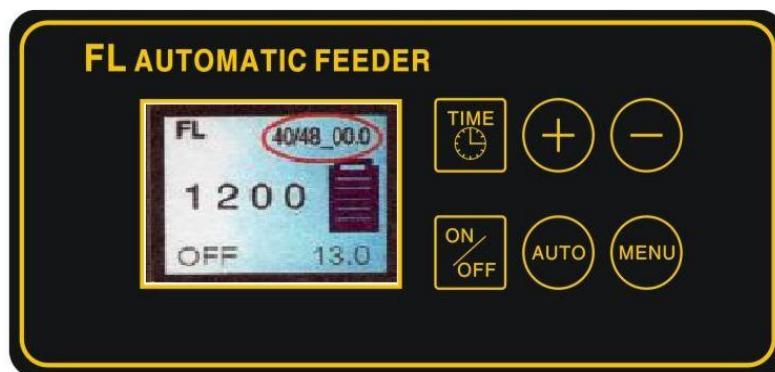 FL AUTOMATIC FEEDER
FL 40/48_00.0
1200
OFF 13.0
TIME
+ −
ON/OFF
AUTO
MENU